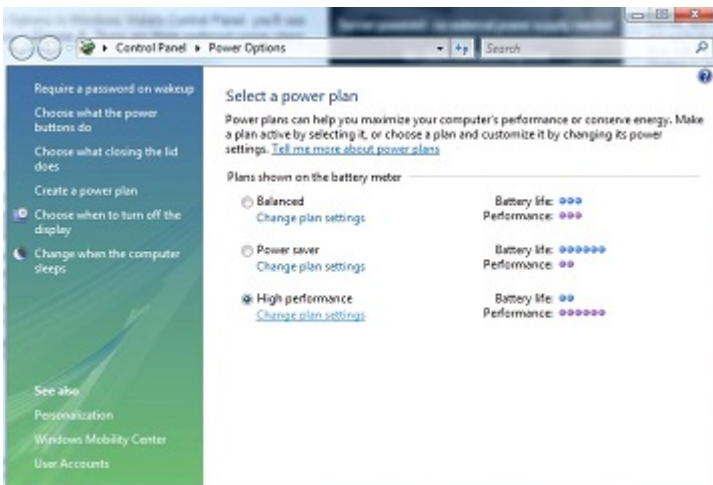 Control Panel ▸ Power Options
Search
Require a password on wakeup
Choose what the power
buttons do
Choose what closing the lid
does
Create a power plan
Choose when to turn off the
display
Change when the computer
sleeps
See also
Personalization
Windows Mobility Center
User Accounts
Select a power plan
Power plans can help you maximize your computer's performance or conserve energy. Make
a plan active by selecting it, or choose a plan and customize it by changing its power
settings. Tell me more about power plans
Plans shown on the battery meter
Balanced Battery life:
Change plan settings Performance:
Power saver Battery life:
Change plan settings Performance:
High performance Battery life:
Change plan settings Performance: